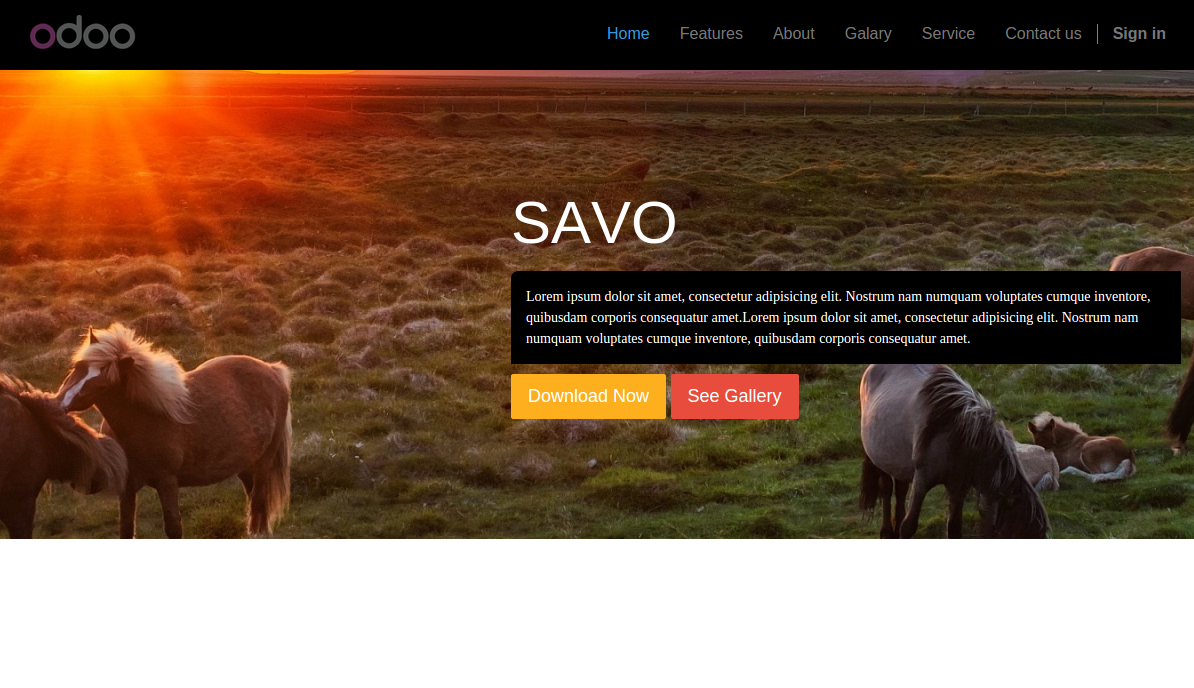 odoo
Home Features About Galary Service Contact us Sign in
SAVO
Lorem ipsum dolor sit amet, consectetur adipisicing elit. Nostrum nam numquam voluptates cumque inventore,
quibusdam corporis consequatur amet.Lorem ipsum dolor sit amet, consectetur adipisicing elit. Nostrum nam
numquam voluptates cumque inventore, quibusdam corporis consequatur amet.
Download Now See Gallery